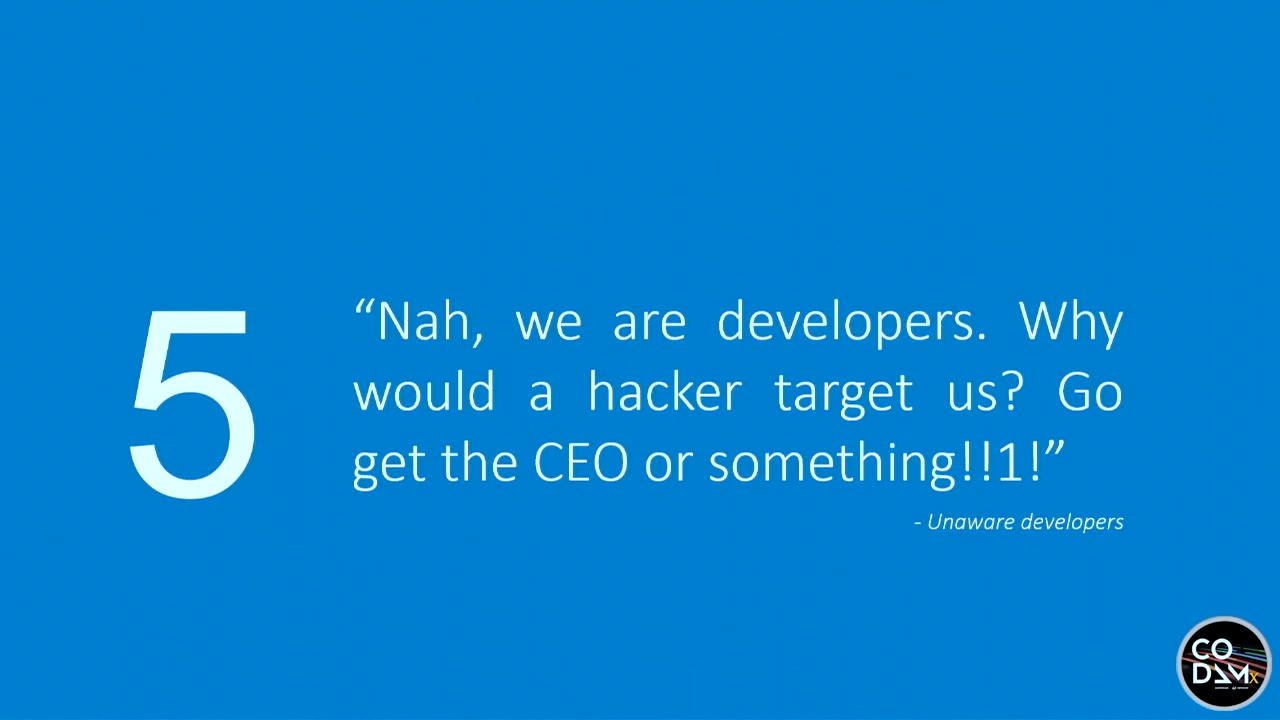 5
“Nah, we are developers. Why
would a hacker target us? Go
get the CEO or something!!1!”
- Unaware developers
CO
DΣMx